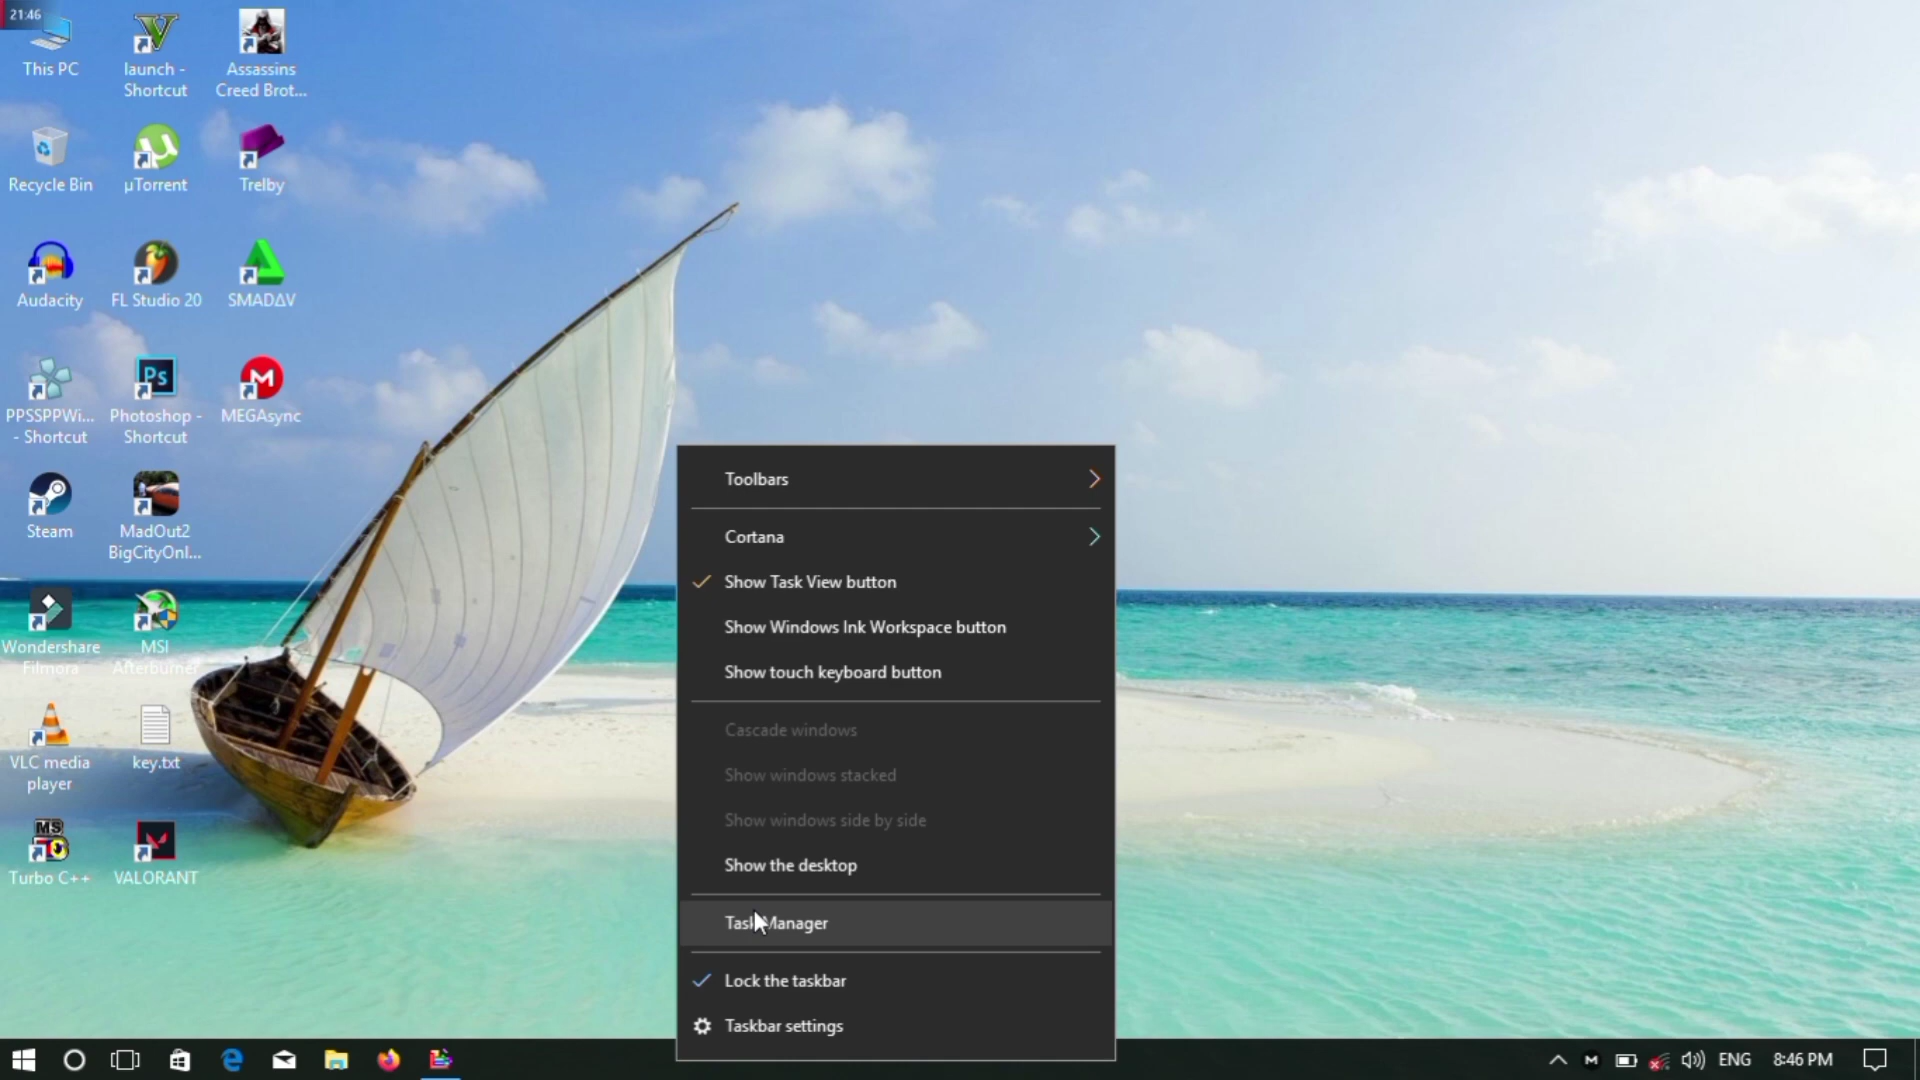 21:46
This PC
launch -
Shortcut
Assassins
Creed Brot...
Recycle Bin
µTorrent
Trelby
Audacity
FL Studio 20
SMADΔV
PPSSPPWi...
- Shortcut
Photoshop -
Shortcut
MEGAsync
Steam
MadOut2
BigCityOnl...
Wondershare
Filmora
MSI
Afterburner
VLC media
player
key.txt
Turbo C++
VALORANT
Ps
MS
Toolbars
Cortana
Show Task View button
Show Windows Ink Workspace button
Show touch keyboard button
Cascade windows
Show windows stacked
Show windows side by side
Show the desktop
Task Manager
Lock the taskbar
Taskbar settings
ENG
8:46 PM